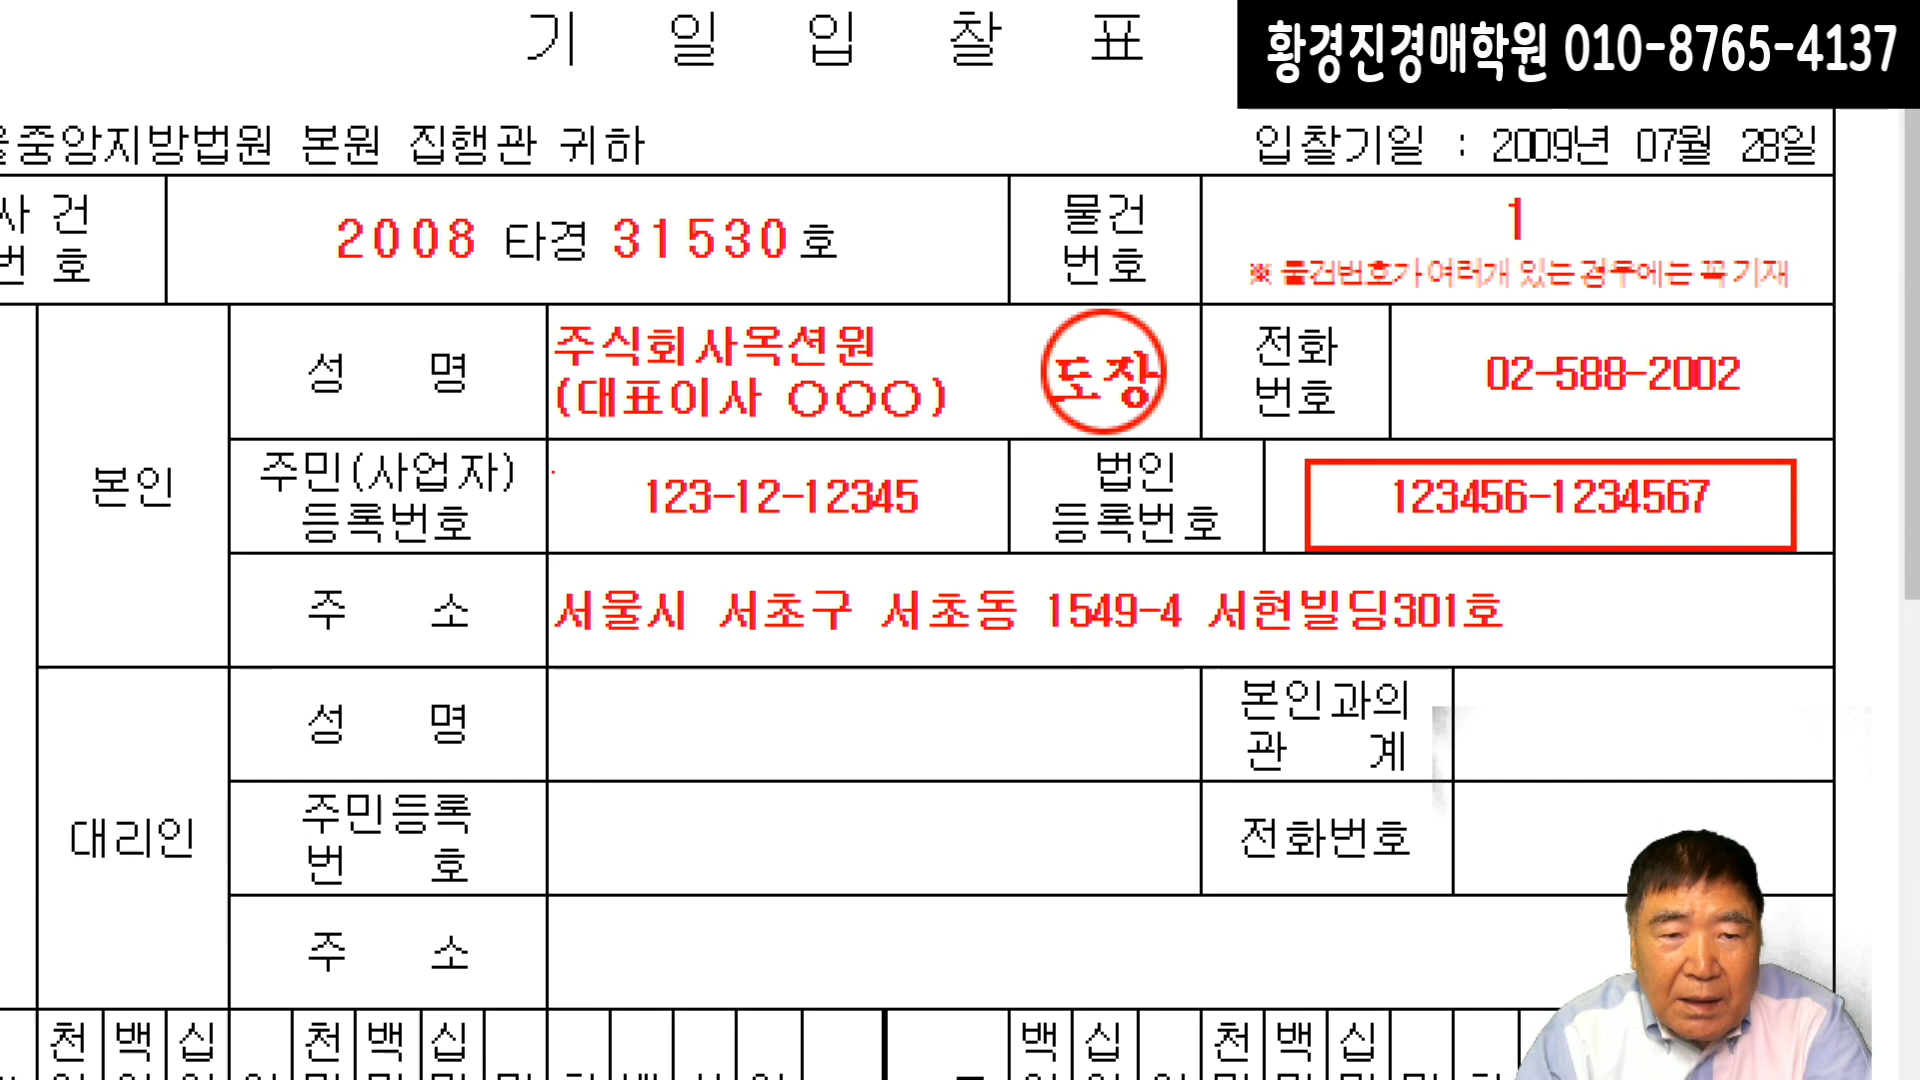 기 일 입 찰 표
황경진경매학원 010-8765-4137
중앙지방법원 본원 집행관 귀하
입찰기일 : 2009년 07월 28일
사 건
번 호
2008 타경 31530호
물건
번호
1
※ 물건번호가 여러개 있는 경우에는 꼭 기재
본인
성 명
주식회사옥션원
(대표이사 ○○○)
도장
전화
번호
02-588-2002
주민(사업자)
등록번호
123-12-12345
법인
등록번호
123456-1234567
주 소
서울시 서초구 서초동 1549-4 서현빌딩301호
대리인
성 명
본인과의
관 계
주민등록
번 호
전화번호
주 소
천 백 십 천 백 십 백 십 천 백 십